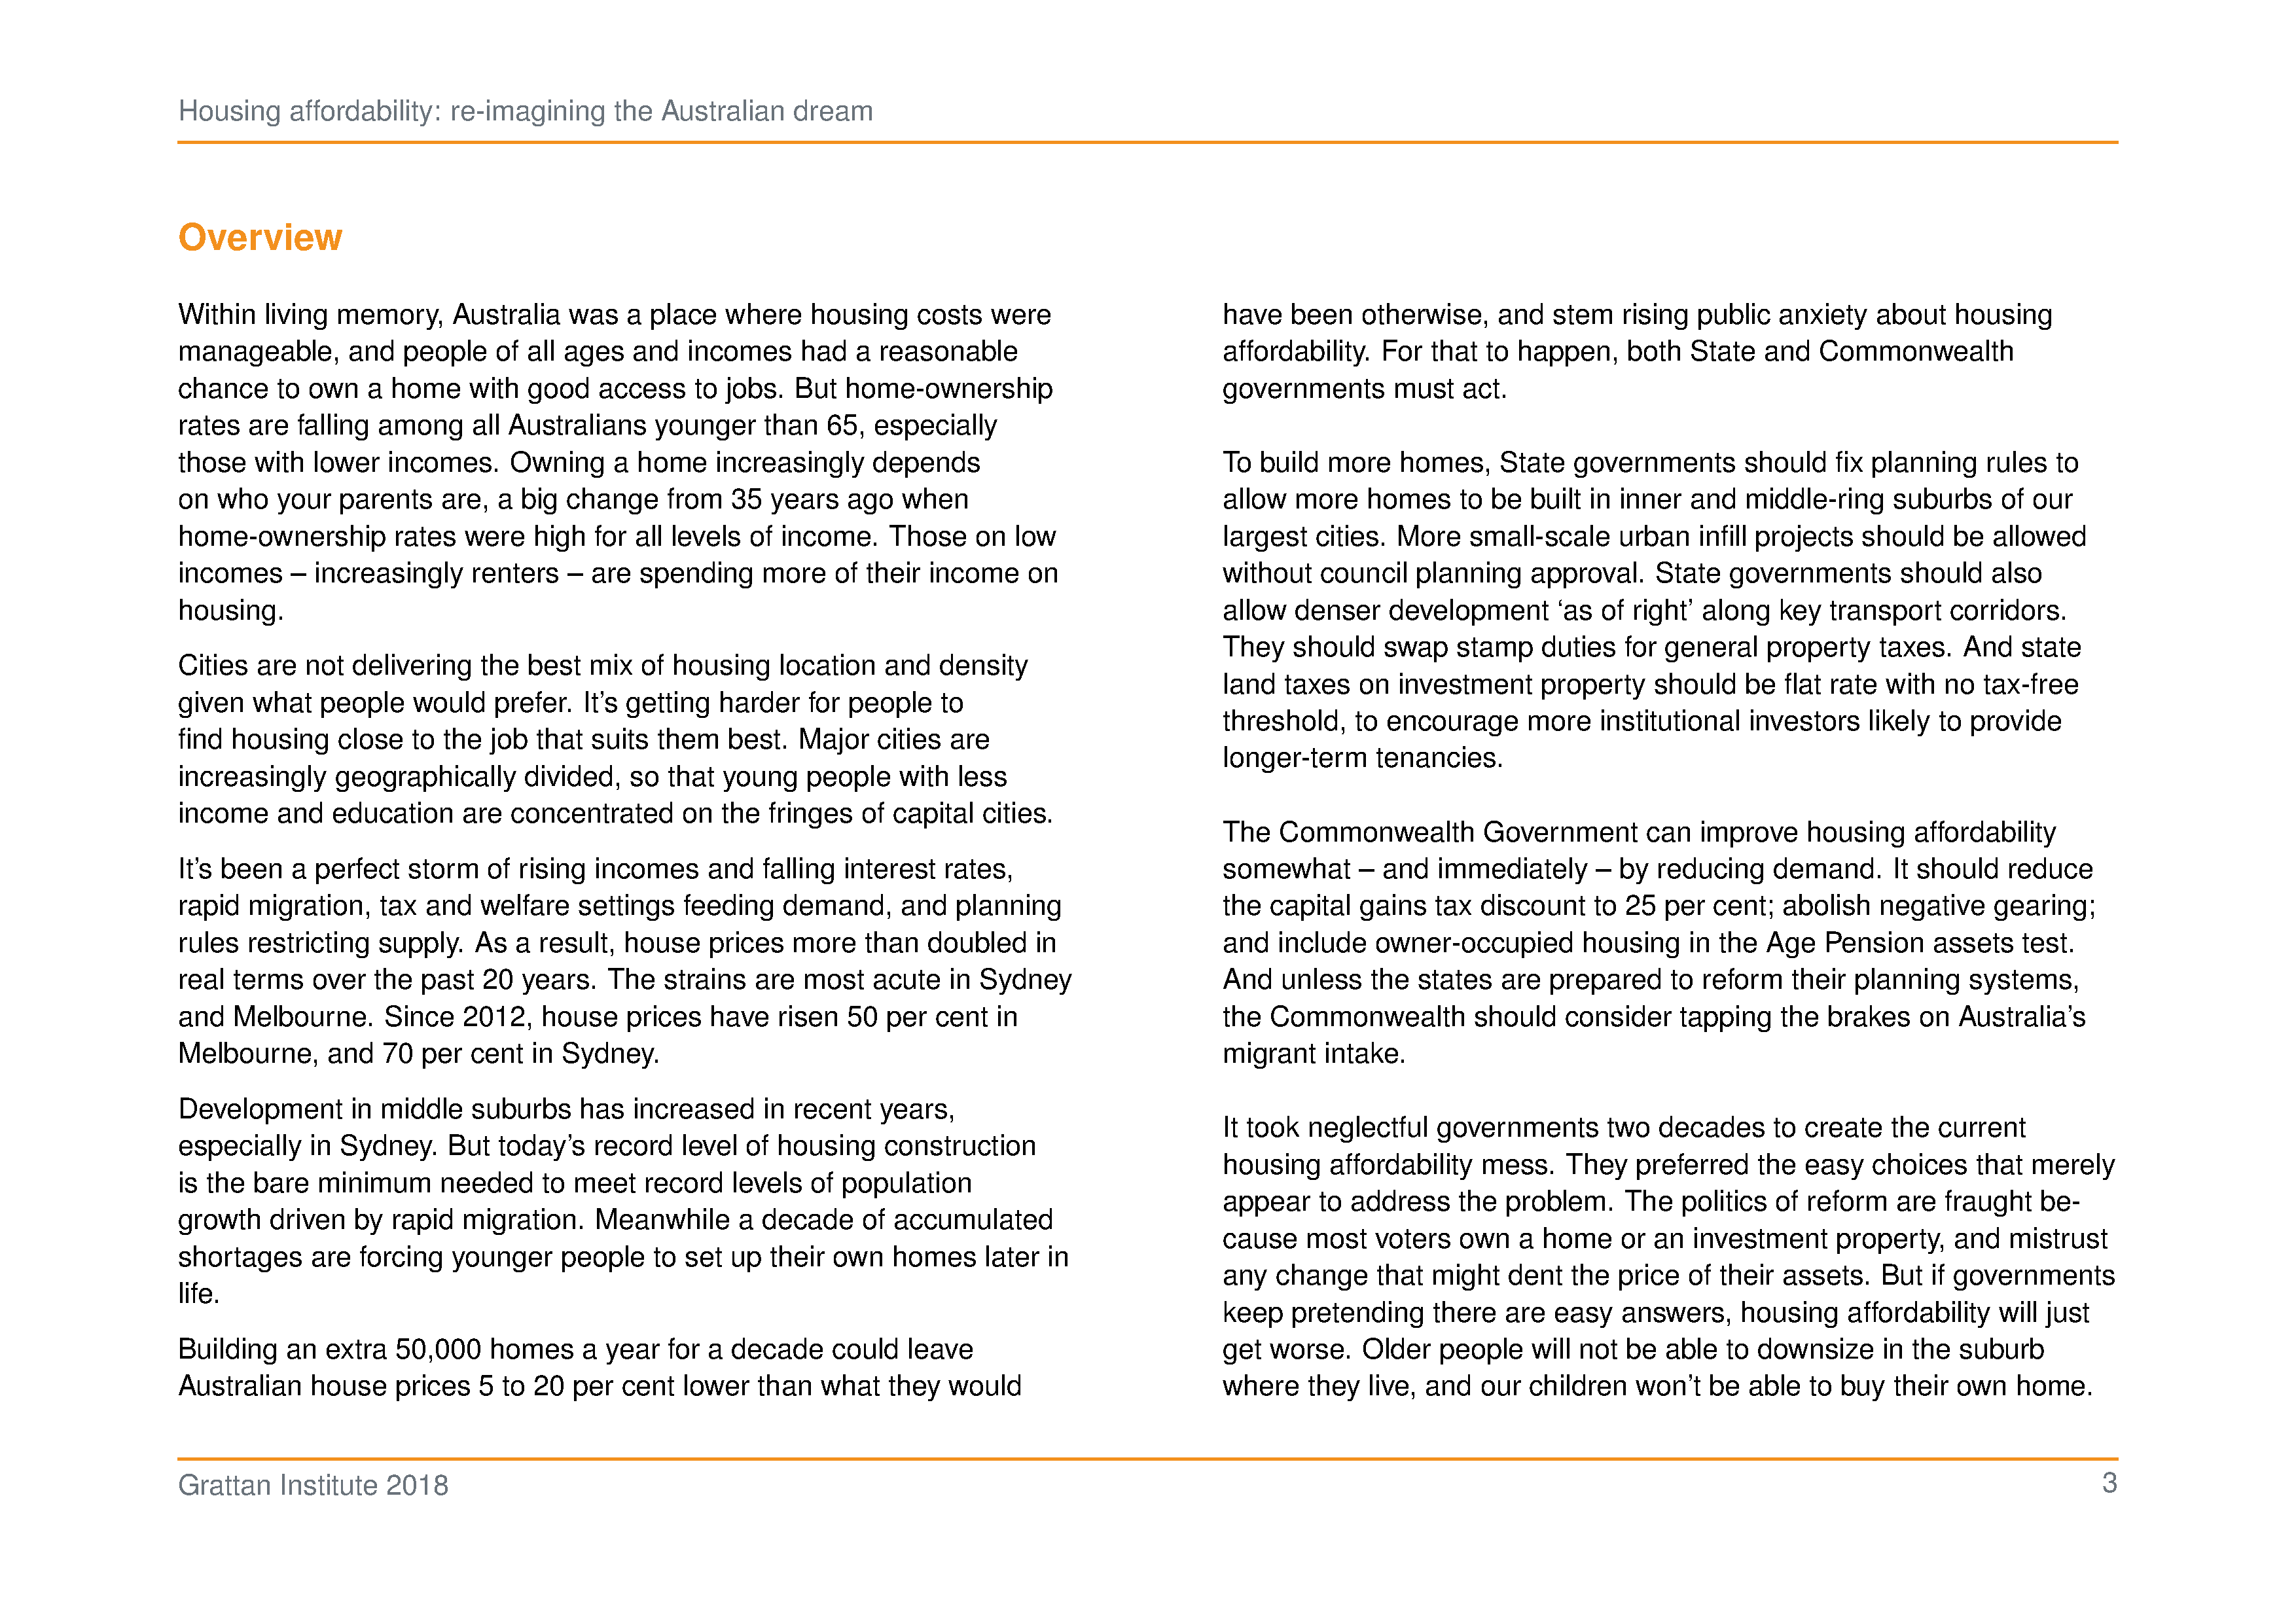 Housing affordability: re-imagining the Australian dream
Overview
Within living memory, Australia was a place where housing costs were
manageable, and people of all ages and incomes had a reasonable
chance to own a home with good access to jobs. But home-ownership
rates are falling among all Australians younger than 65, especially
those with lower incomes. Owning a home increasingly depends
on who your parents are, a big change from 35 years ago when
home-ownership rates were high for all levels of income. Those on low
incomes – increasingly renters – are spending more of their income on
housing.
Cities are not delivering the best mix of housing location and density
given what people would prefer. It’s getting harder for people to
find housing close to the job that suits them best. Major cities are
increasingly geographically divided, so that young people with less
income and education are concentrated on the fringes of capital cities.
It’s been a perfect storm of rising incomes and falling interest rates,
rapid migration, tax and welfare settings feeding demand, and planning
rules restricting supply. As a result, house prices more than doubled in
real terms over the past 20 years. The strains are most acute in Sydney
and Melbourne. Since 2012, house prices have risen 50 per cent in
Melbourne, and 70 per cent in Sydney.
Development in middle suburbs has increased in recent years,
especially in Sydney. But today’s record level of housing construction
is the bare minimum needed to meet record levels of population
growth driven by rapid migration. Meanwhile a decade of accumulated
shortages are forcing younger people to set up their own homes later in
life.
Building an extra 50,000 homes a year for a decade could leave
Australian house prices 5 to 20 per cent lower than what they would
have been otherwise, and stem rising public anxiety about housing
affordability. For that to happen, both State and Commonwealth
governments must act.
To build more homes, State governments should fix planning rules to
allow more homes to be built in inner and middle-ring suburbs of our
largest cities. More small-scale urban infill projects should be allowed
without council planning approval. State governments should also
allow denser development ‘as of right’ along key transport corridors.
They should swap stamp duties for general property taxes. And state
land taxes on investment property should be flat rate with no tax-free
threshold, to encourage more institutional investors likely to provide
longer-term tenancies.
The Commonwealth Government can improve housing affordability
somewhat – and immediately – by reducing demand. It should reduce
the capital gains tax discount to 25 per cent; abolish negative gearing;
and include owner-occupied housing in the Age Pension assets test.
And unless the states are prepared to reform their planning systems,
the Commonwealth should consider tapping the brakes on Australia’s
migrant intake.
It took neglectful governments two decades to create the current
housing affordability mess. They preferred the easy choices that merely
appear to address the problem. The politics of reform are fraught be-
cause most voters own a home or an investment property, and mistrust
any change that might dent the price of their assets. But if governments
keep pretending there are easy answers, housing affordability will just
get worse. Older people will not be able to downsize in the suburb
where they live, and our children won’t be able to buy their own home.
Grattan Institute 2018
3